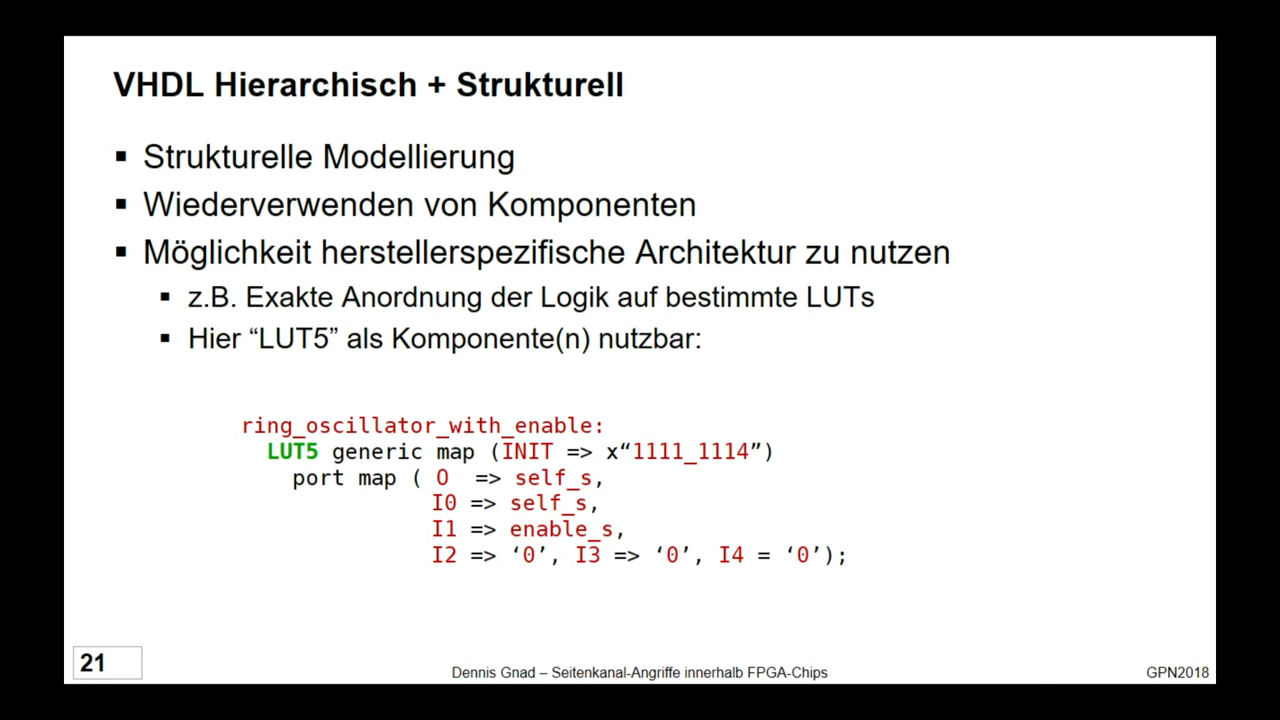 VHDL Hierarchisch + Strukturell
▪ Strukturelle Modellierung
▪ Wiederverwenden von Komponenten
▪ Möglichkeit herstellerspezifische Architektur zu nutzen
▪ z.B. Exakte Anordnung der Logik auf bestimmte LUTs
▪ Hier “LUT5” als Komponente(n) nutzbar:
ring_oscillator_with_enable:
LUT5 generic map (INIT => x“1111_1114”)
port map ( O => self_s,
I0 => self_s,
I1 => enable_s,
I2 => ‘0’, I3 => ‘0’, I4 = ‘0’);
21
Dennis Gnad – Seitenkanal-Angriffe innerhalb FPGA-Chips
GPN2018